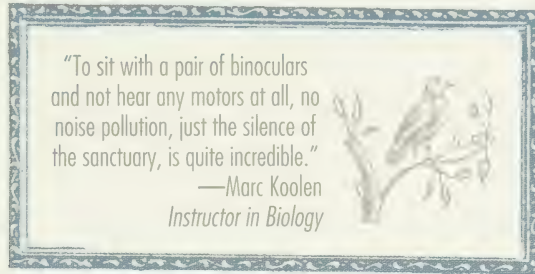 "To sit with a pair of binoculars
and not hear any motors at all, no
noise pollution, just the silence of
the sanctuary, is quite incredible."
—Marc Koolen
Instructor in Biology